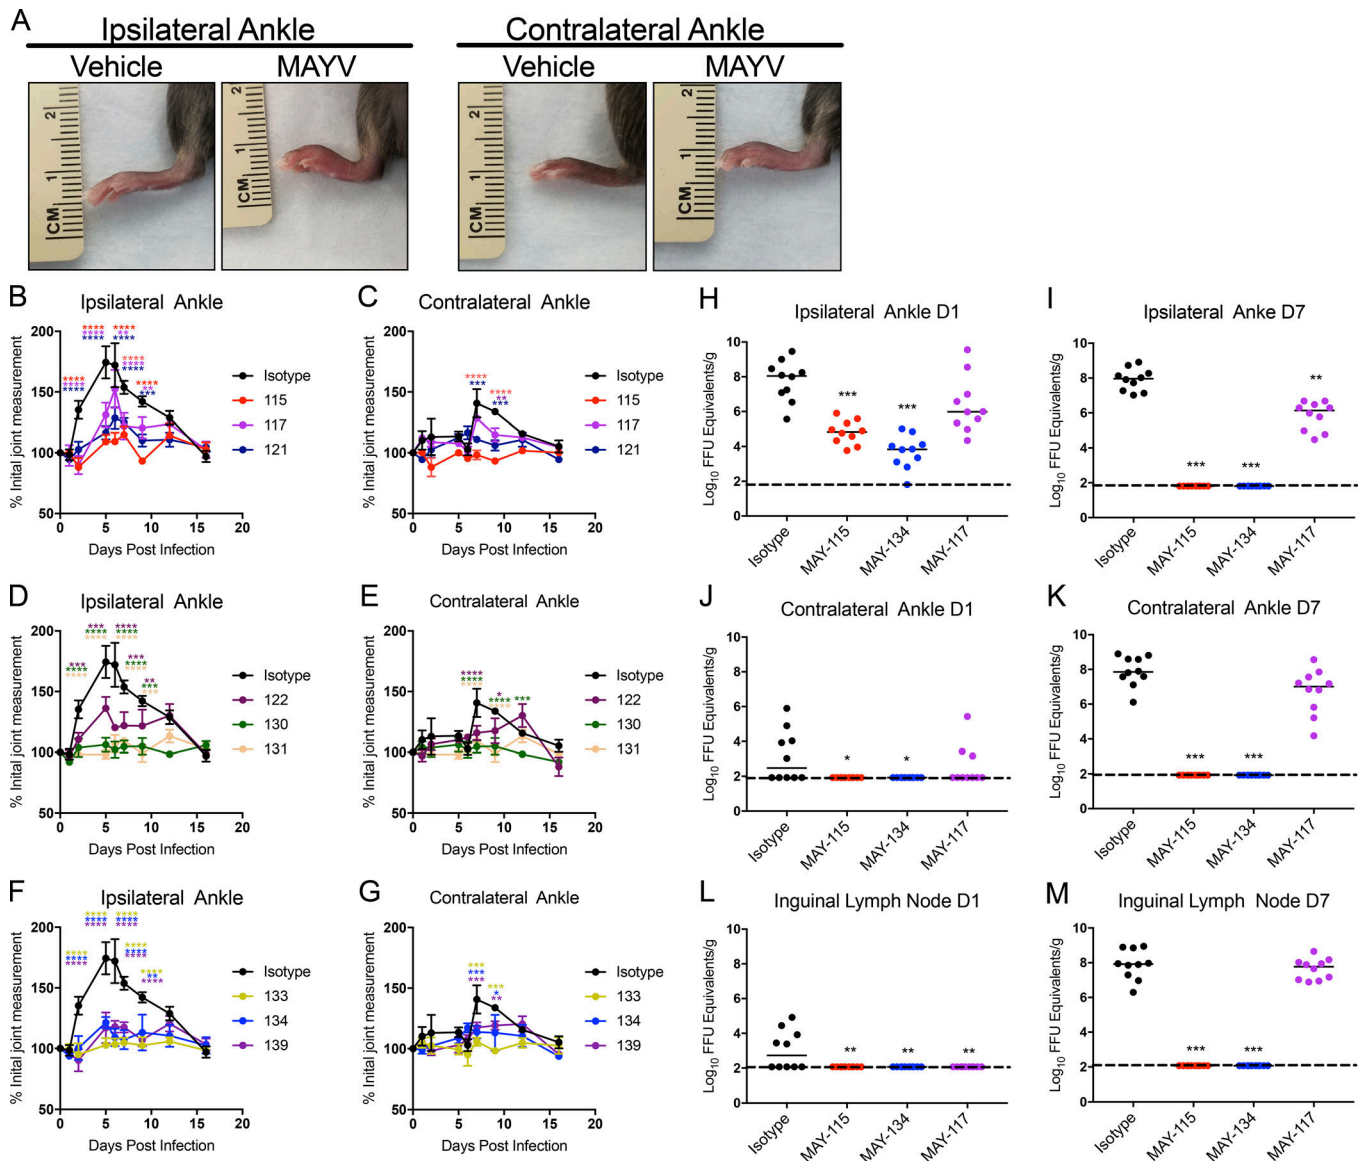 A
Ipsilateral Ankle
Contralateral Ankle
Vehicle
MAYV
Vehicle
MAYV
CM 1 2
CM 1 2
CM 1 2
CM 1 2
B
Ipsilateral Ankle
% Inital joint measurement
200
150
100
50
0 5 10 15 20
Days Post Infection
**** **** ****
**** **** ****
**** ** ****
**** **** ****
**** ** ***
Isotype
115
117
121
C
Contralateral Ankle
% Inital joint measurement
200
150
100
50
0 5 10 15 20
Days Post Infection
**** ***
**** ** ***
Isotype
115
117
121
D
Ipsilateral Ankle
% Inital joint measurement
200
150
100
50
0 5 10 15 20
Days Post Infection
*** **** ****
*** **** ****
**** **** ****
*** **** ****
** *** ***
Isotype
122
130
131
E
Contralateral Ankle
% Inital joint measurement
200
150
100
50
0 5 10 15 20
Days Post Infection
**** **** ****
* **** ****
***
Isotype
122
130
131
F
Ipsilateral Ankle
% Inital joint measurement
200
150
100
50
0 5 10 15 20
Days Post Infection
**** **** ****
**** **** ****
**** **** ****
**** **** ****
**** ** ****
Isotype
133
134
139
G
Contralateral Ankle
% Inital joint measurement
200
150
100
50
0 5 10 15 20
Days Post Infection
*** *** ***
*** * **
Isotype
133
134
139
H
Ipsilateral Ankle D1
Log10 FFU Equivalents/g
10
8
6
4
2
0
*** ***
Isotype
MAY-115
MAY-134
MAY-117
I
Ipsilateral Anke D7
Log10 FFU Equivalents/g
10
8
6
4
2
0
*** *** **
Isotype
MAY-115
MAY-134
MAY-117
J
Contralateral Ankle D1
Log10 FFU Equivalents/g
10
8
6
4
2
0
* *
Isotype
MAY-115
MAY-134
MAY-117
K
Contralateral Ankle D7
Log10 FFU Equivalents/g
10
8
6
4
2
0
*** ***
Isotype
MAY-115
MAY-134
MAY-117
L
Inguinal Lymph Node D1
Log10 FFU Equivalents/g
10
8
6
4
2
0
** ** **
Isotype
MAY-115
MAY-134
MAY-117
M
Inguinal Lymph Node D7
Log10 FFU Equivalents/g
10
8
6
4
2
0
*** ***
Isotype
MAY-115
MAY-134
MAY-117